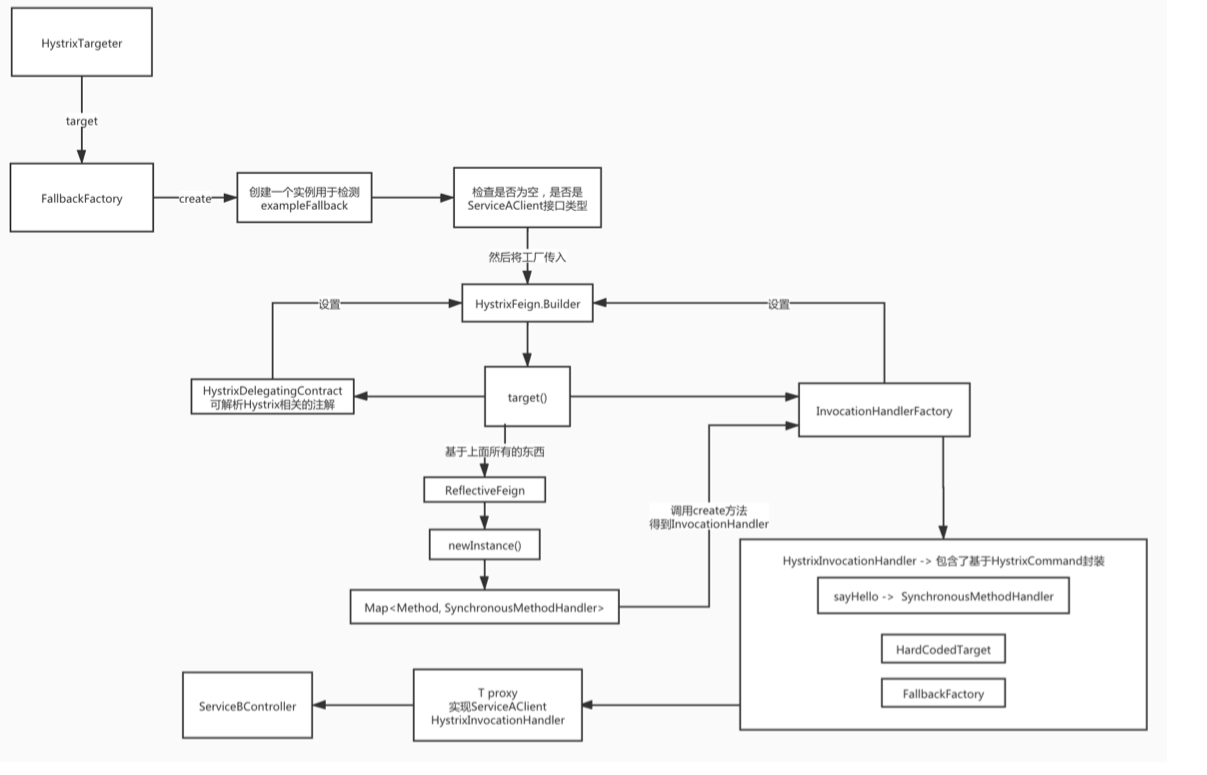 HystrixTargeter
target
FallbackFactory
create
创建一个实例用于检测
exampleFallback
检查是否为空，是否是
ServiceAClient接口类型
然后将工厂传入
设置
HystrixFeign.Builder
设置
HystrixDelegatingContract
可解析Hystrix相关的注解
target()
InvocationHandlerFactory
基于上面所有的东西
ReflectiveFeign
调用create方法
得到InvocationHandler
newInstance()
HystrixInvocationHandler -> 包含了基于HystrixCommand封装
sayHello -> SynchronousMethodHandler
Map<Method, SynchronousMethodHandler>
HardCodedTarget
FallbackFactory
ServiceBController
T proxy
实现ServiceAClient
HystrixInvocationHandler